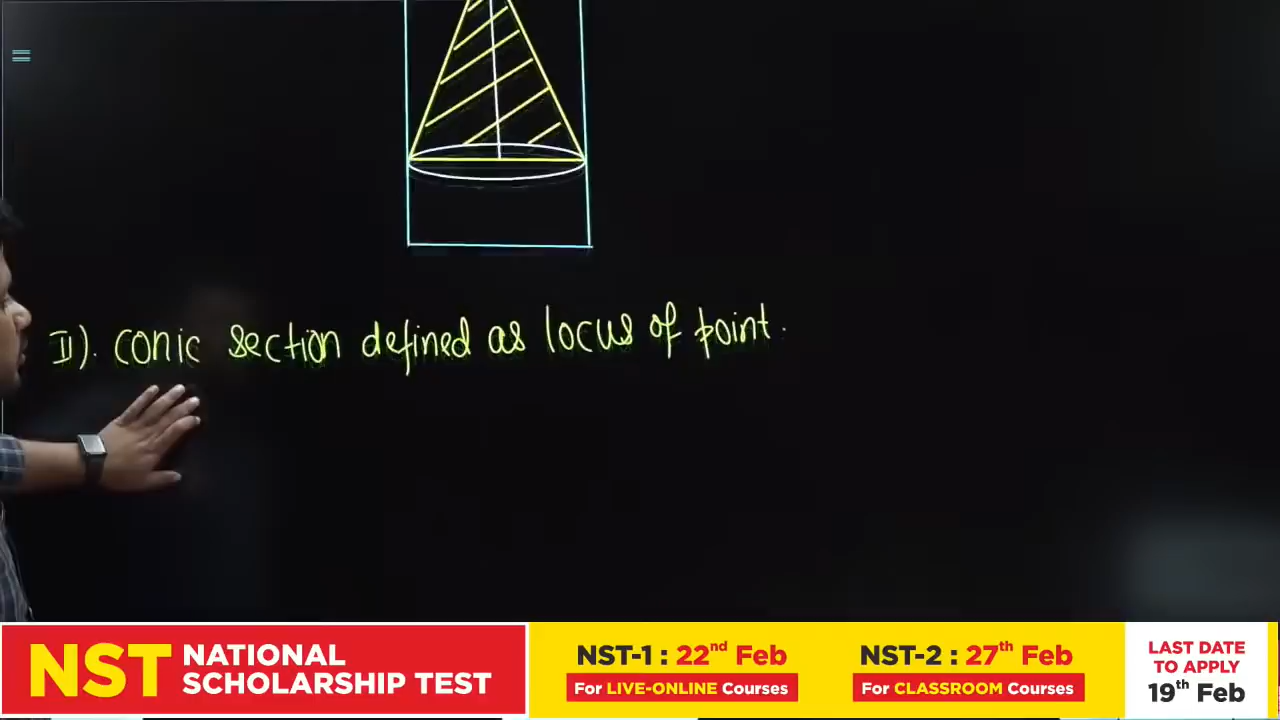 II). conic section defined as locus of point.
NST NATIONAL SCHOLARSHIP TEST
NST-1 : 22nd Feb
For LIVE-ONLINE Courses
NST-2 : 27th Feb
For CLASSROOM Courses
LAST DATE
TO APPLY
19th Feb